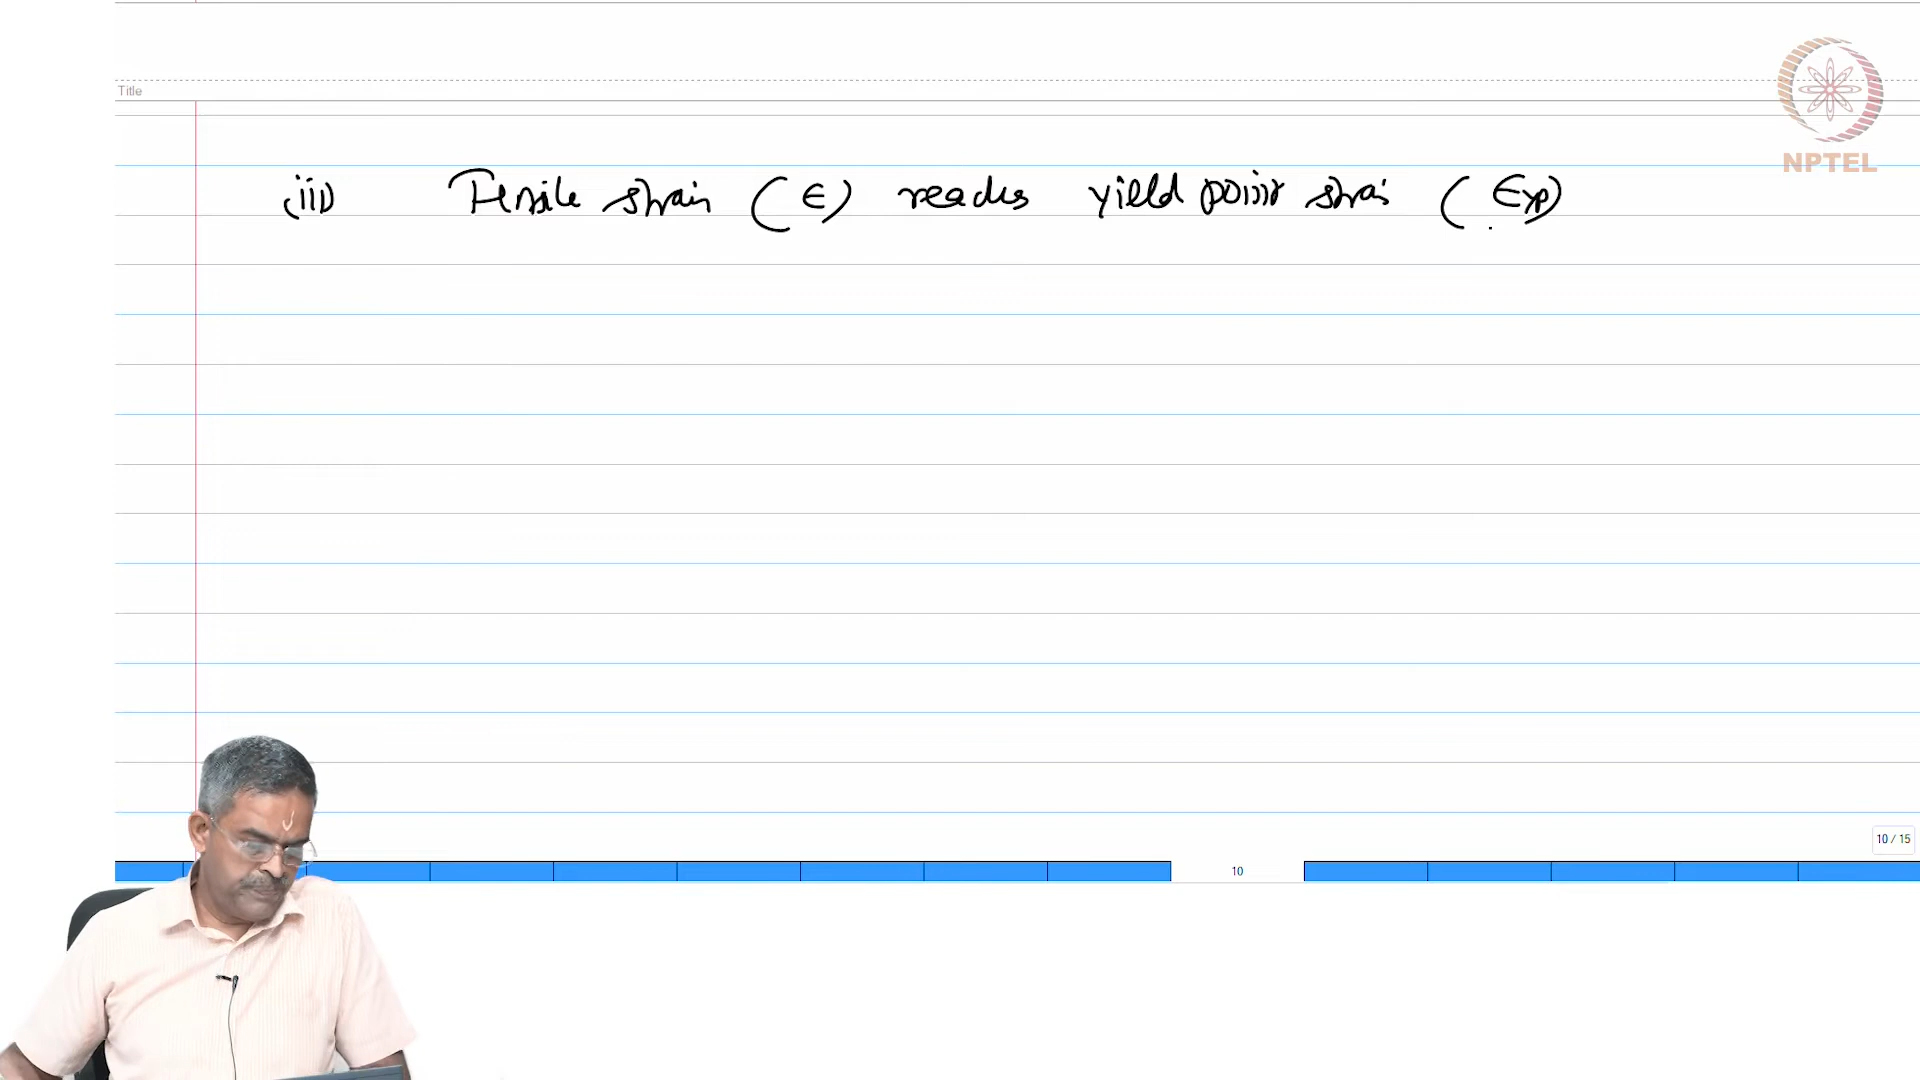 Title
NPTEL
(iii) Tensile strain (ϵ) reaches yield point strain (ϵyp)
10 / 15
10